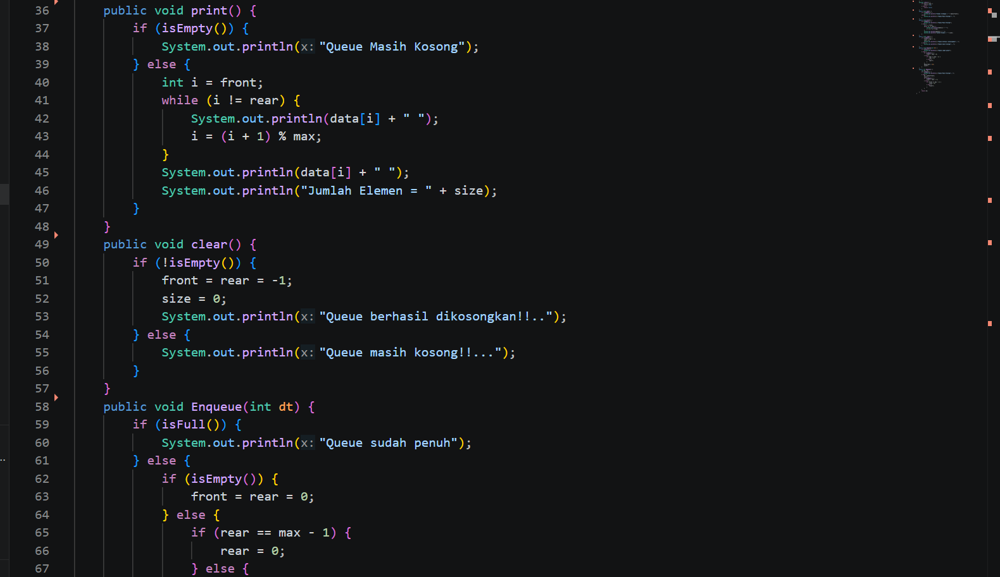 36 public void print() {
37 if (isEmpty()) {
38 System.out.println(x: "Queue Masih Kosong");
39 } else {
40 int i = front;
41 while (i != rear) {
42 System.out.println(data[i] + " ");
43 i = (i + 1) % max;
44 }
45 System.out.println(data[i] + " ");
46 System.out.println("Jumlah Elemen = " + size);
47 }
48 }
49 public void clear() {
50 if (!isEmpty()) {
51 front = rear = -1;
52 size = 0;
53 System.out.println(x: "Queue berhasil dikosongkan!!..");
54 } else {
55 System.out.println(x: "Queue masih kosong!!...");
56 }
57 }
58 public void Enqueue(int dt) {
59 if (isFull()) {
60 System.out.println(x: "Queue sudah penuh");
61 } else {
62 if (isEmpty()) {
63 front = rear = 0;
64 } else {
65 if (rear == max - 1) {
66 rear = 0;
67 } else {